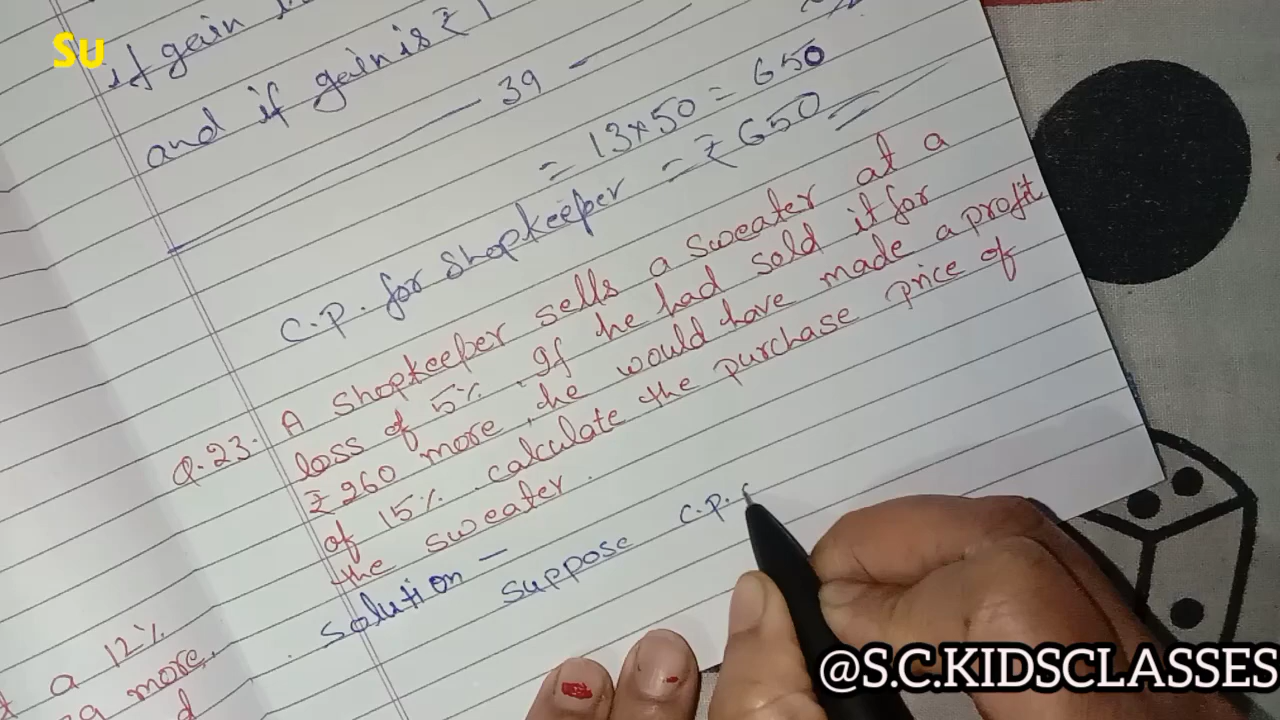 Su
if gain
and if gain is ₹ 1
39 -
= 13×50 = 650
C.P. for shopkeeper = ₹ 650
Q.23. A shopkeeper sells a sweater at a
loss of 5%. If he had sold it for
₹ 260 more, he would have made a profit
of 15%. calculate the purchase price of
the sweater.
solution -
suppose C.P.
a 12%
more.
@S.C.KIDSCLASSES